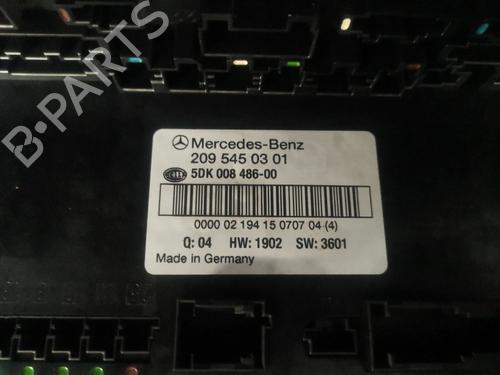 B-PARTS
Mercedes-Benz
209 545 03 01
5DK 008 486-00
0000 02 194 15 0707 04 (4)
Q: 04 HW: 1902 SW: 3601
Made in Germany